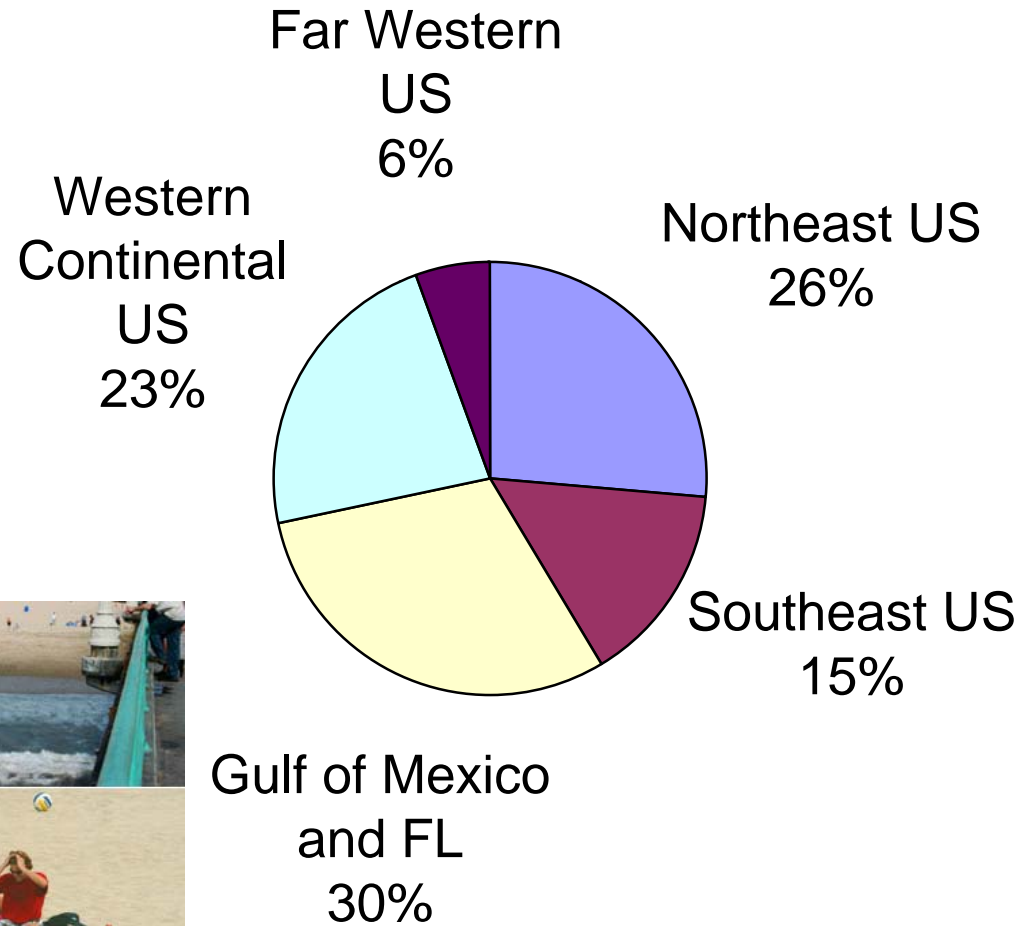 Far Western
US
6%
Western
Continental
US
23%
Northeast US
26%
Southeast US
15%
Gulf of Mexico
and FL
30%